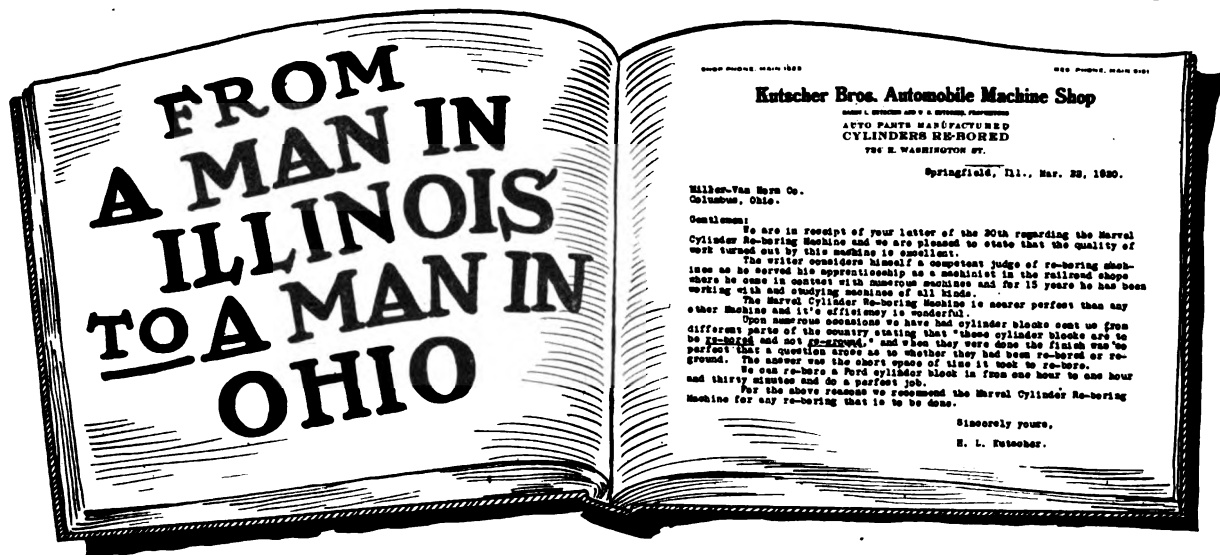 FROM
A MAN IN
ILLINOIS
TO A MAN IN
OHIO
SHOP PHONE, MAIN
RES. PHONE, MAIN
Kutscher Bros. Automobile Machine Shop
AUTO PARTS MANUFACTURED
CYLINDERS RE-BORED
E. WASHINGTON ST.
Springfield, Ill., Mar. 22, 1920.
Van Horn Co.
Columbus, Ohio.
Gentlemen:
We are in receipt of your letter of the 20th regarding the Marvel
Cylinder Re-boring Machine and we are pleased to state that the quality of
work turned out by this machine is excellent.
The writer considers himself a competent judge of re-boring mach-
ines as he served his apprenticeship as a machinist in the railroad shops
where he came in contact with numerous machines and for 15 years he has been
working with and studying machines of all kinds.
The Marvel Cylinder Re-boring Machine is nearer perfect than any
other Machine and it's efficiency is wonderful.
Upon numerous occasions we have had cylinder blocks sent us from
different parts of the country stating that "these cylinder blocks are to
be re-bored and not re-ground," and when they were done the finish was so
perfect that a question arose as to whether they had been re-bored or re-
ground. The answer was the short space of time it took to re-bore.
We can re-bore a Ford cylinder block in from one hour to one hour
and thirty minutes and do a perfect job.
For the above reasons we recommend the Marvel Cylinder Re-boring
Machine for any re-boring that is to be done.
Sincerely yours,
H. L. Kutscher.